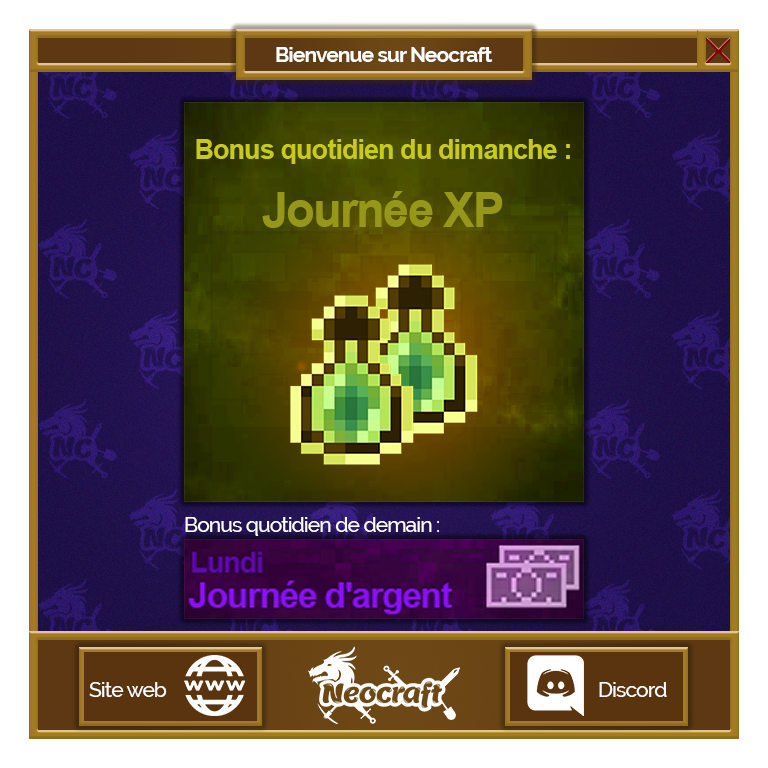 Bienvenue sur Neocraft
Bonus quotidien du dimanche :
Journée XP
Bonus quotidien de demain :
Lundi
Journée d'argent
Site web
WWW
Neocraft
Discord
NC